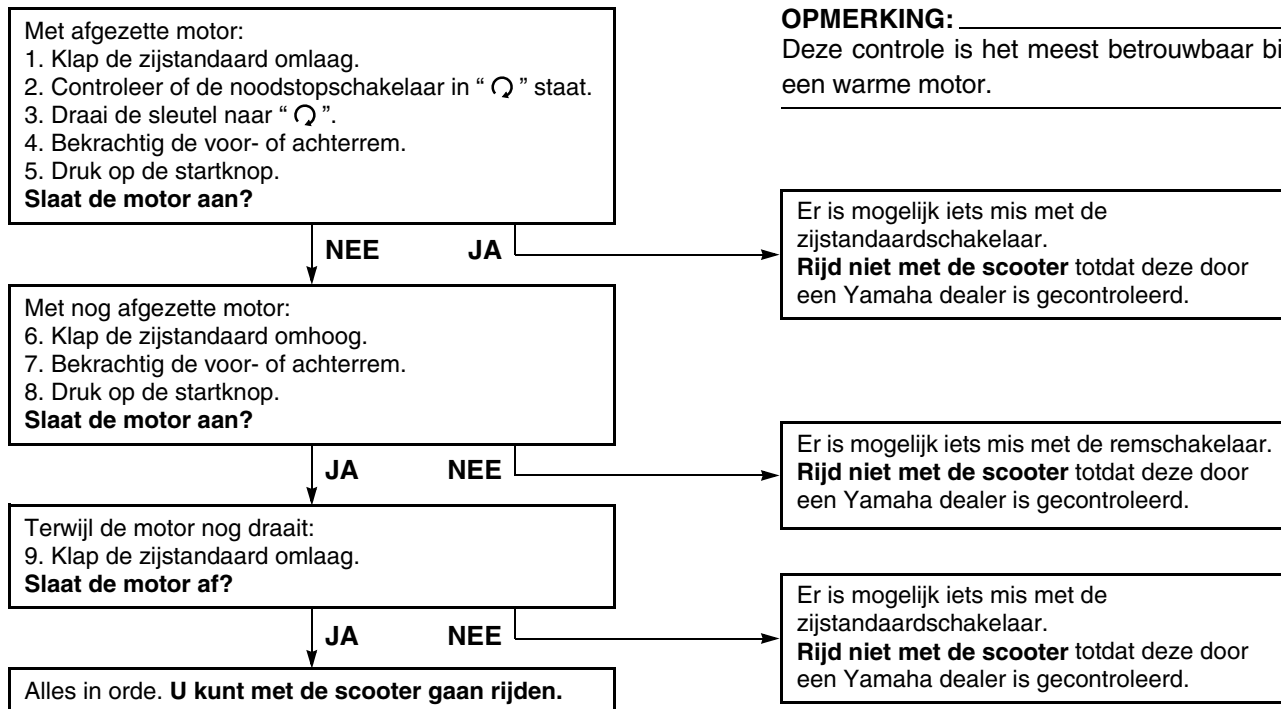 Met afgezette motor:
1. Klap de zijstandaard omlaag.
2. Controleer of de noodstopschakelaar in “ ” staat.
3. Draai de sleutel naar “ ”.
4. Bekrachtig de voor- of achterrem.
5. Druk op de startknop.
Slaat de motor aan?
OPMERKING:
Deze controle is het meest betrouwbaar bi
een warme motor.
NEE JA
Er is mogelijk iets mis met de
zijstandaardschakelaar.
Rijd niet met de scooter totdat deze door
een Yamaha dealer is gecontroleerd.
Met nog afgezette motor:
6. Klap de zijstandaard omhoog.
7. Bekrachtig de voor- of achterrem.
8. Druk op de startknop.
Slaat de motor aan?
JA NEE
Er is mogelijk iets mis met de remschakelaar.
Rijd niet met de scooter totdat deze door
een Yamaha dealer is gecontroleerd.
Terwijl de motor nog draait:
9. Klap de zijstandaard omlaag.
Slaat de motor af?
JA NEE
Er is mogelijk iets mis met de
zijstandaardschakelaar.
Rijd niet met de scooter totdat deze door
een Yamaha dealer is gecontroleerd.
Alles in orde. U kunt met de scooter gaan rijden.